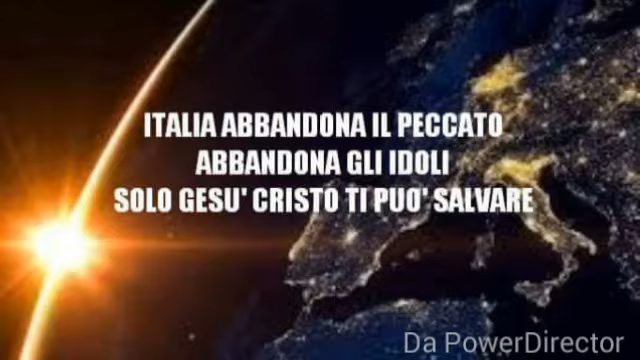 ITALIA ABBANDONA IL PECCATO
ABBANDONA GLI IDOLI
SOLO GESU' CRISTO TI PUO' SALVARE
Da PowerDirector